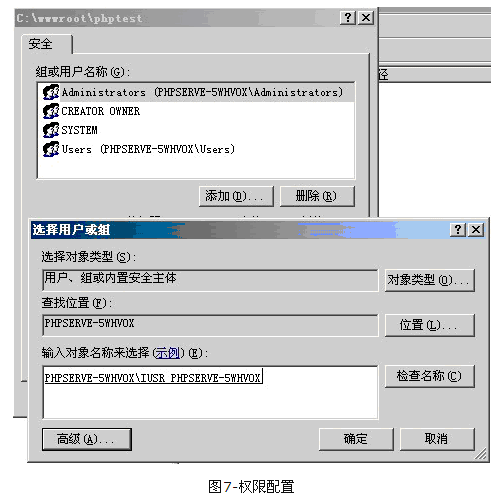 C:\wwwroot\phptest
安全
组或用户名称(G):
Administrators (PHPSERVE-5WHVOX\Administrators)
CREATOR OWNER
SYSTEM
Users (PHPSERVE-5WHVOX\Users)
添加(D)...
删除(R)
径
选择用户或组
选择对象类型(S):
用户、组或内置安全主体
对象类型(O)...
查找位置(F):
PHPSERVE-5WHVOX
位置(L)...
输入对象名称来选择(示例)(E):
PHPSERVE-5WHVOX\IUSR_PHPSERVE-5WHVOX
检查名称(C)
高级(A)...
确定
取消
图7-权限配置